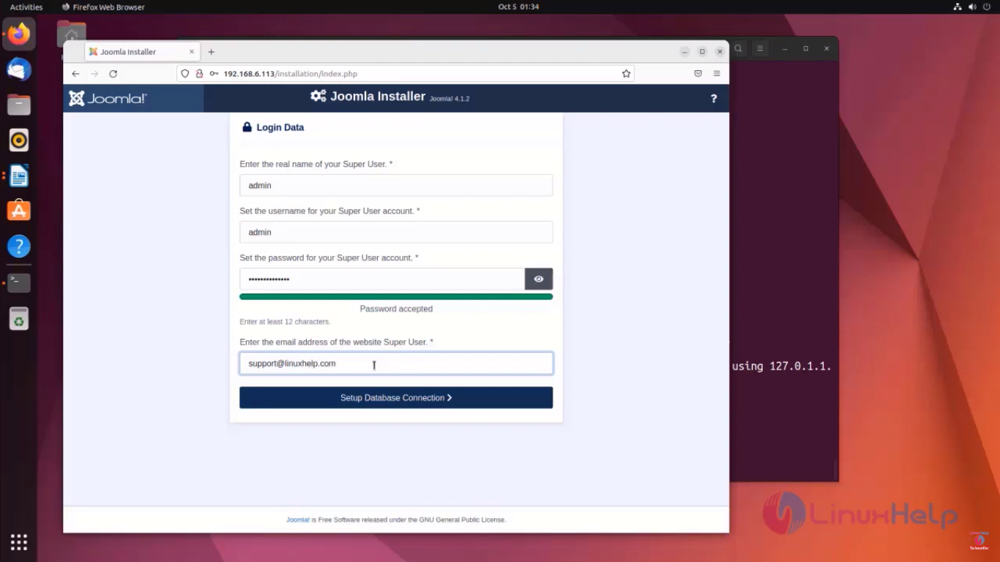 Activities
Firefox Web Browser
Oct 5 01:34
Joomla Installer
192.168.6.113/installation/index.php
Joomla!®
Joomla Installer Joomla! 4.1.2
?
Login Data
Enter the real name of your Super User. *
admin
Set the username for your Super User account. *
admin
Set the password for your Super User account. *
••••••••••••••
Password accepted
Enter at least 12 characters.
Enter the email address of the website Super User. *
support@linuxhelp.com
using 127.0.1.1.
Setup Database Connection
Joomla! is Free Software released under the GNU General Public License.
LinuxHelp
LinuxHelp
Subscribe